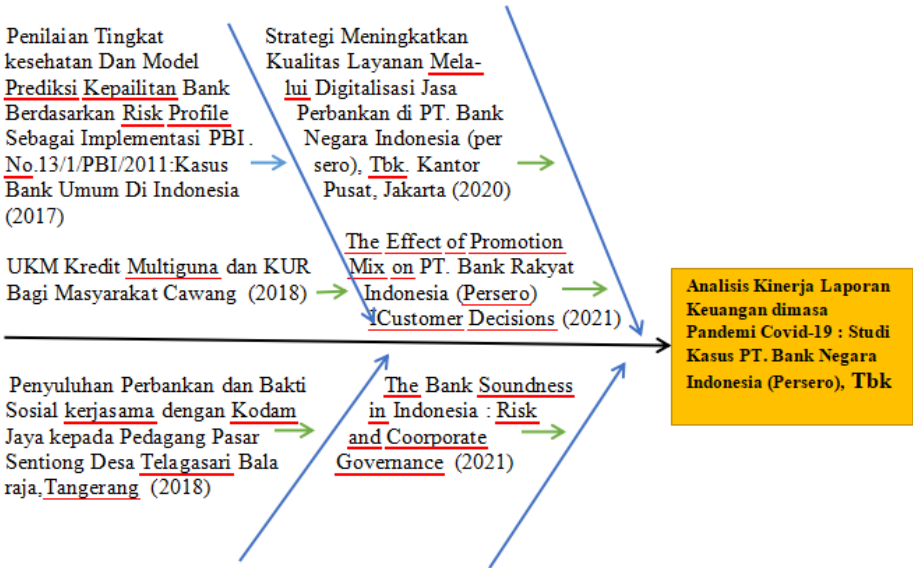 Penilaian Tingkat
kesehatan Dan Model
Prediksi Kepailitan Bank
Berdasarkan Risk Profile
Sebagai Implementasi PBI .
No.13/1/PBI/2011:Kasus
Bank Umum Di Indonesia
(2017)
Strategi Meningkatkan
Kualitas Layanan Mela-
lui Digitalisasi Jasa
Perbankan di PT. Bank
Negara Indonesia (per
sero), Tbk. Kantor
Pusat, Jakarta (2020)
UKM Kredit Multiguna dan KUR
Bagi Masyarakat Cawang (2018)
The Effect of Promotion
Mix on PT. Bank Rakyat
Indonesia (Persero)
ICustomer Decisions (2021)
Analisis Kinerja Laporan
Keuangan dimasa
Pandemi Covid-19 : Studi
Kasus PT. Bank Negara
Indonesia (Persero), Tbk
Penyuluhan Perbankan dan Bakti
Sosial kerjasama dengan Kodam
Jaya kepada Pedagang Pasar
Sentiong Desa Telagasari Bala
raja,Tangerang (2018)
The Bank Soundness
in Indonesia : Risk
and Coorporate
Governance (2021)